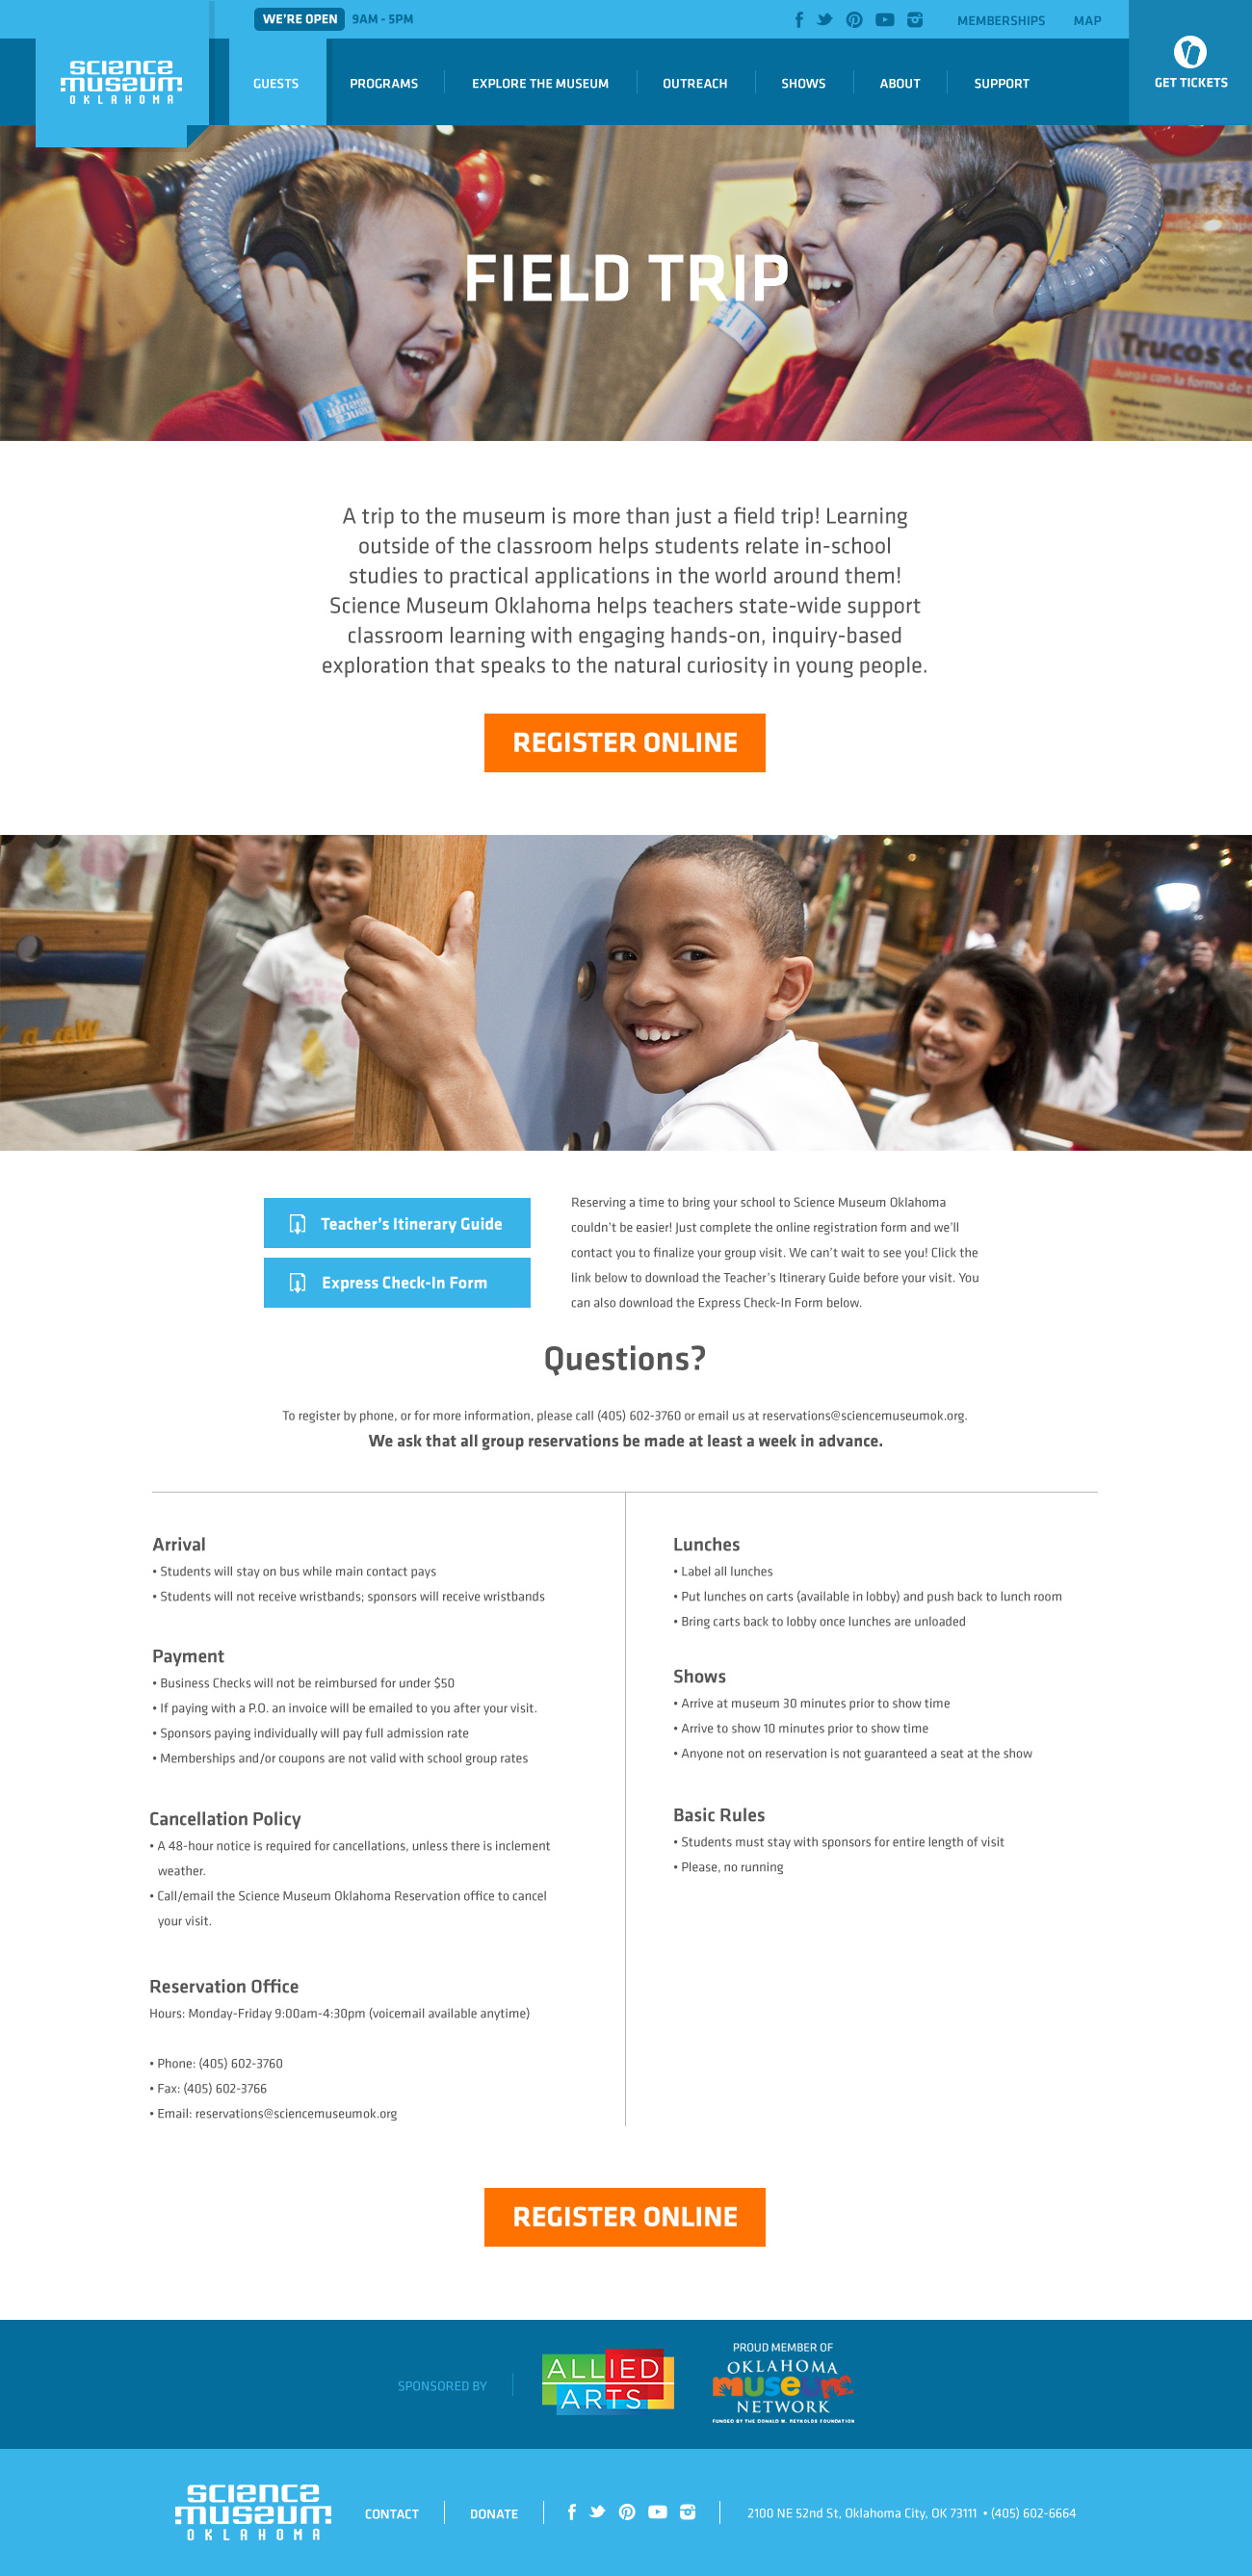 WE'RE OPEN 9AM - 5PM
MEMBERSHIPS MAP
GET TICKETS
science
museum
OKLAHOMA
GUESTS PROGRAMS EXPLORE THE MUSEUM OUTREACH SHOWS ABOUT SUPPORT
FIELD TRIP
Trucos
Juega con la forma de
A trip to the museum is more than just a field trip! Learning
outside of the classroom helps students relate in-school
studies to practical applications in the world around them!
Science Museum Oklahoma helps teachers state-wide support
classroom learning with engaging hands-on, inquiry-based
exploration that speaks to the natural curiosity in young people.
REGISTER ONLINE
Teacher's Itinerary Guide
Express Check-In Form
Reserving a time to bring your school to Science Museum Oklahoma
couldn't be easier! Just complete the online registration form and we'll
contact you to finalize your group visit. We can't wait to see you! Click the
link below to download the Teacher's Itinerary Guide before your visit. You
can also download the Express Check-In Form below.
Questions?
To register by phone, or for more information, please call (405) 602-3760 or email us at reservations@sciencemuseumok.org.
We ask that all group reservations be made at least a week in advance.
Arrival
• Students will stay on bus while main contact pays
• Students will not receive wristbands; sponsors will receive wristbands
Payment
• Business Checks will not be reimbursed for under $50
• If paying with a P.O. an invoice will be emailed to you after your visit.
• Sponsors paying individually will pay full admission rate
• Memberships and/or coupons are not valid with school group rates
Cancellation Policy
• A 48-hour notice is required for cancellations, unless there is inclement
weather.
• Call/email the Science Museum Oklahoma Reservation office to cancel
your visit.
Reservation Office
Hours: Monday-Friday 9:00am-4:30pm (voicemail available anytime)
• Phone: (405) 602-3760
• Fax: (405) 602-3766
• Email: reservations@sciencemuseumok.org
Lunches
• Label all lunches
• Put lunches on carts (available in lobby) and push back to lunch room
• Bring carts back to lobby once lunches are unloaded
Shows
• Arrive at museum 30 minutes prior to show time
• Arrive to show 10 minutes prior to show time
• Anyone not on reservation is not guaranteed a seat at the show
Basic Rules
• Students must stay with sponsors for entire length of visit
• Please, no running
REGISTER ONLINE
SPONSORED BY
ALLIED
ARTS
PROUD MEMBER OF
OKLAHOMA
museum
NETWORK
FUNDED BY THE DONALD W. REYNOLDS FOUNDATION
science
museum
OKLAHOMA
CONTACT DONATE
2100 NE 52nd St, Oklahoma City, OK 73111 • (405) 602-6664